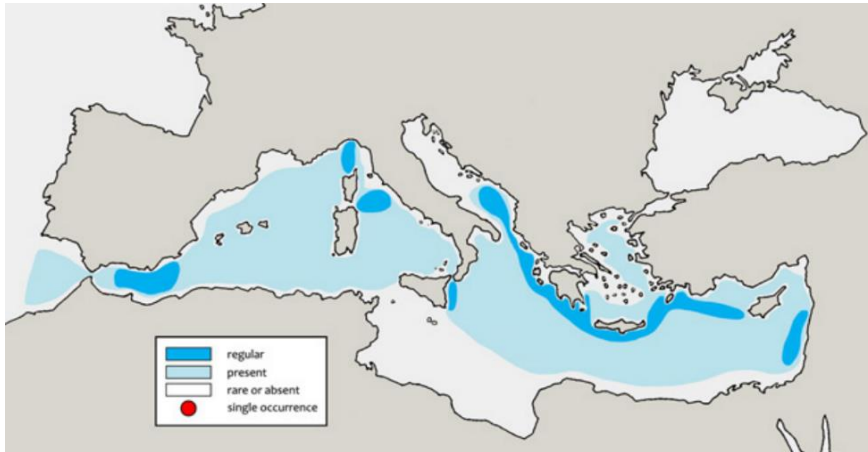 regular
present
rare or absent
single occurrence